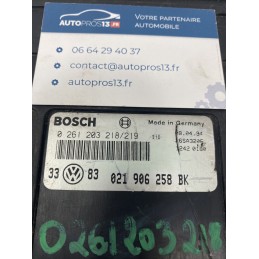 AUTOPROS13.FR
VOTRE PARTENAIRE
AUTOMOBILE
06 64 29 40 37
contact@autopros13.fr
autopros13.fr
BOSCH
Made in Germany
0 261 203 218/219
33 83 021 906 258 BK
0261203218